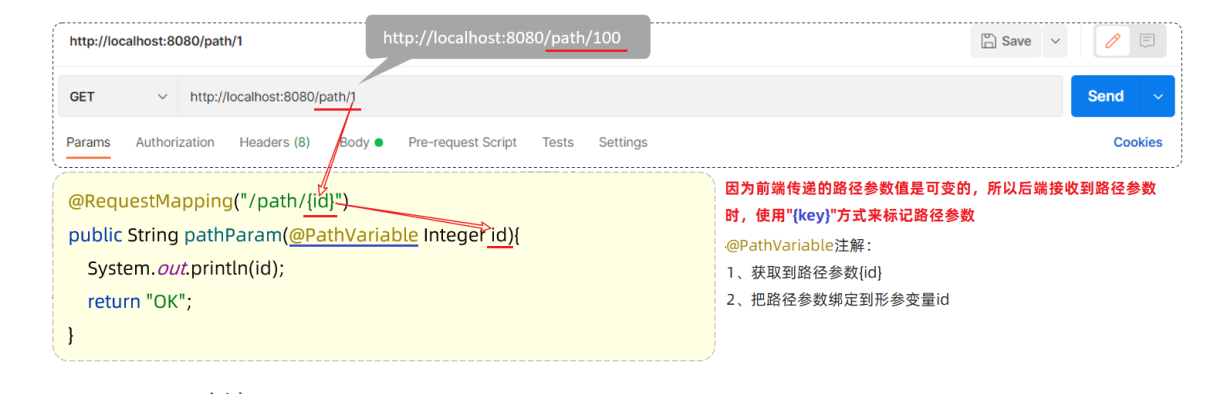 http://localhost:8080/path/1
http://localhost:8080/path/100
Save
GET
http://localhost:8080/path/1
Send
Params Authorization Headers (8) Body Pre-request Script Tests Settings
Cookies
@RequestMapping("/path/{id}")
public String pathParam(@PathVariable Integer id){
System.out.println(id);
return "OK";
}
因为前端传递的路径参数值是可变的，所以后端接收到路径参数
时，使用"{key}"方式来标记路径参数
@PathVariable注解：
1、获取到路径参数{id}
2、把路径参数绑定到形参变量id